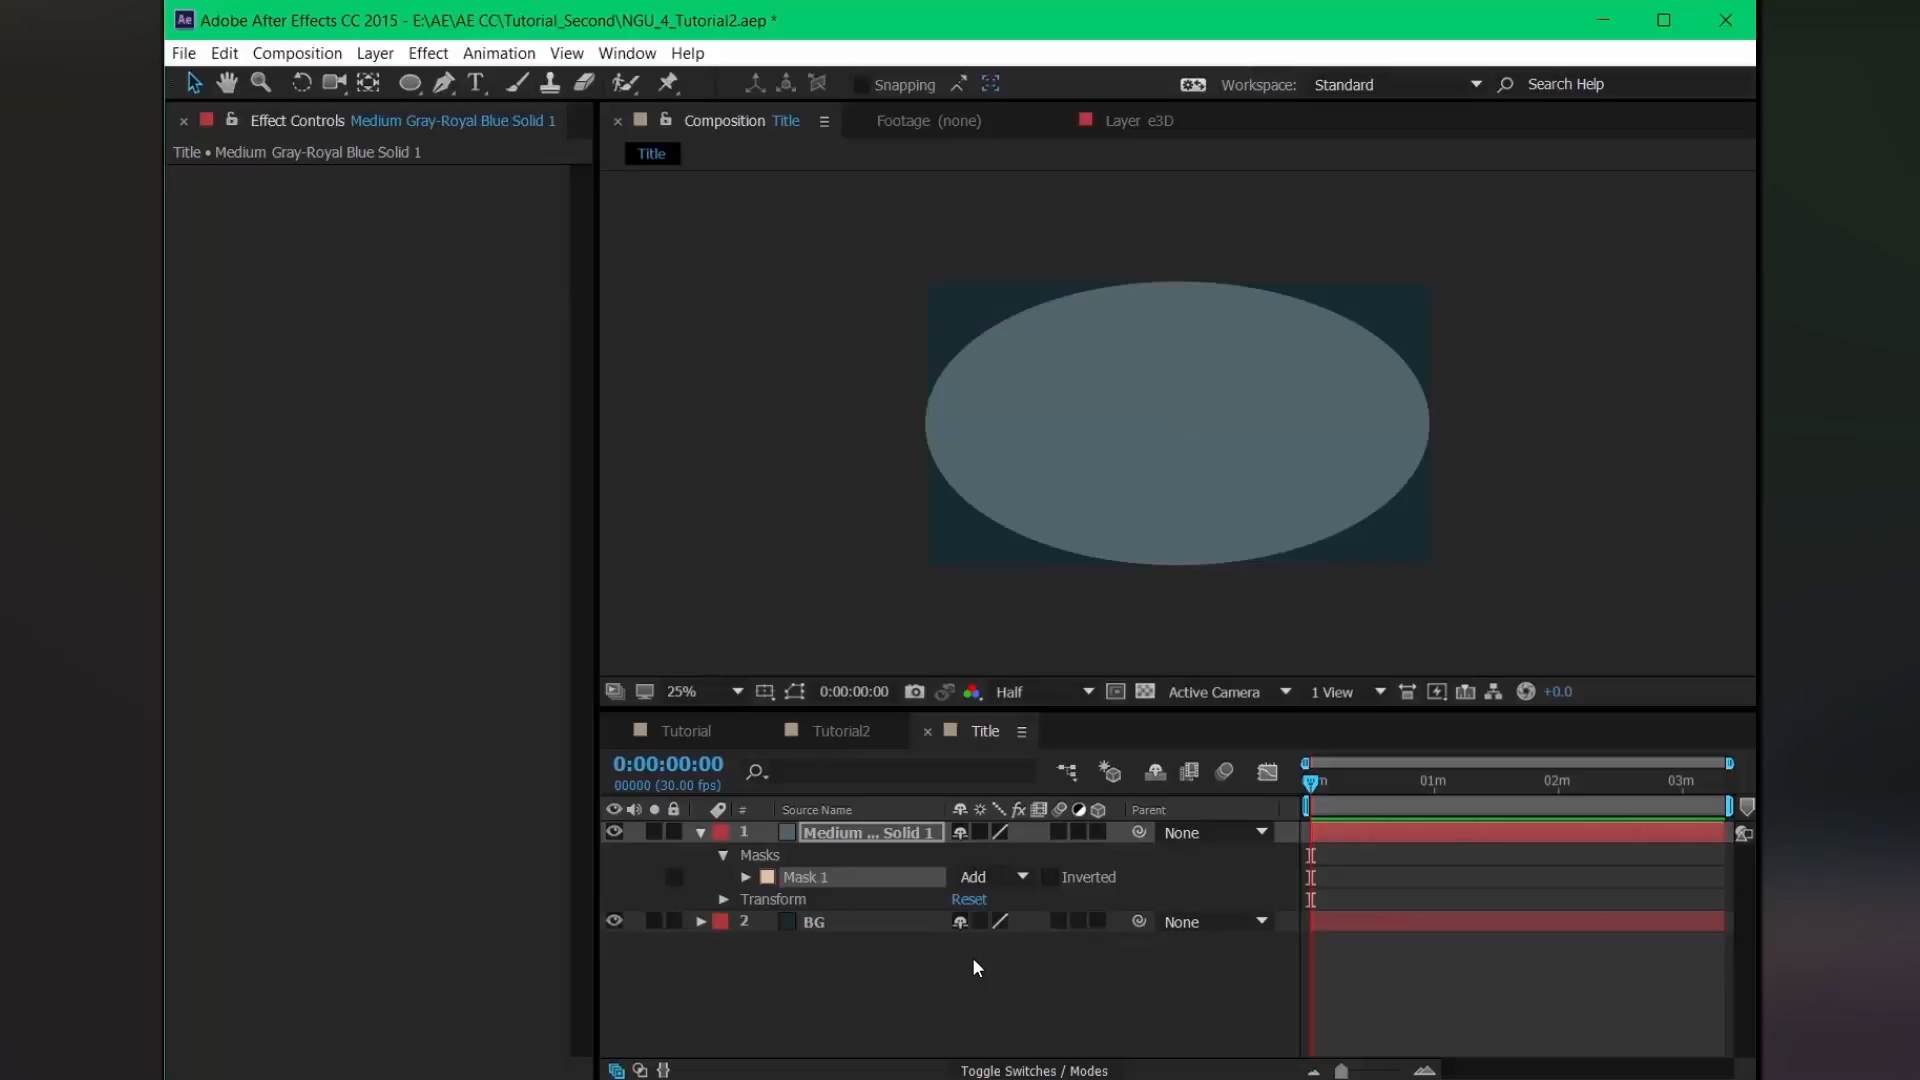 Ae Adobe After Effects CC 2015 - E:\AE\AE CC\Tutorial_Second\NGU_4_Tutorial2.aep *
File Edit Composition Layer Effect Animation View Window Help
T Snapping Workspace: Standard Search Help
Effect Controls Medium Gray-Royal Blue Solid 1
Composition Title
Footage (none)
Layer e3D
Title • Medium Gray-Royal Blue Solid 1
Title
25% 0:00:00:00 Half Active Camera 1 View +0.0
Tutorial Tutorial2 Title
0:00:00:00
00000 (30.00 fps)
01m 02m 03m
# Source Name fx Parent
1 Medium ... Solid 1 None
Masks
Mask 1 Add Inverted
Transform Reset
2 BG None
Toggle Switches / Modes